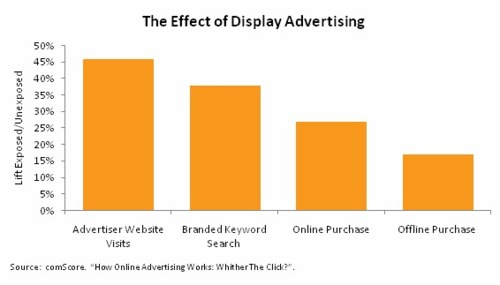 The Effect of Display Advertising
50%
45%
40%
35%
30%
25%
20%
15%
10%
5%
0%
Lift Exposed/Unexposed
Advertiser Website
Visits
Branded Keyword
Search
Online Purchase
Offline Purchase
Source: comScore. "How Online Advertising Works: Whither The Click?".